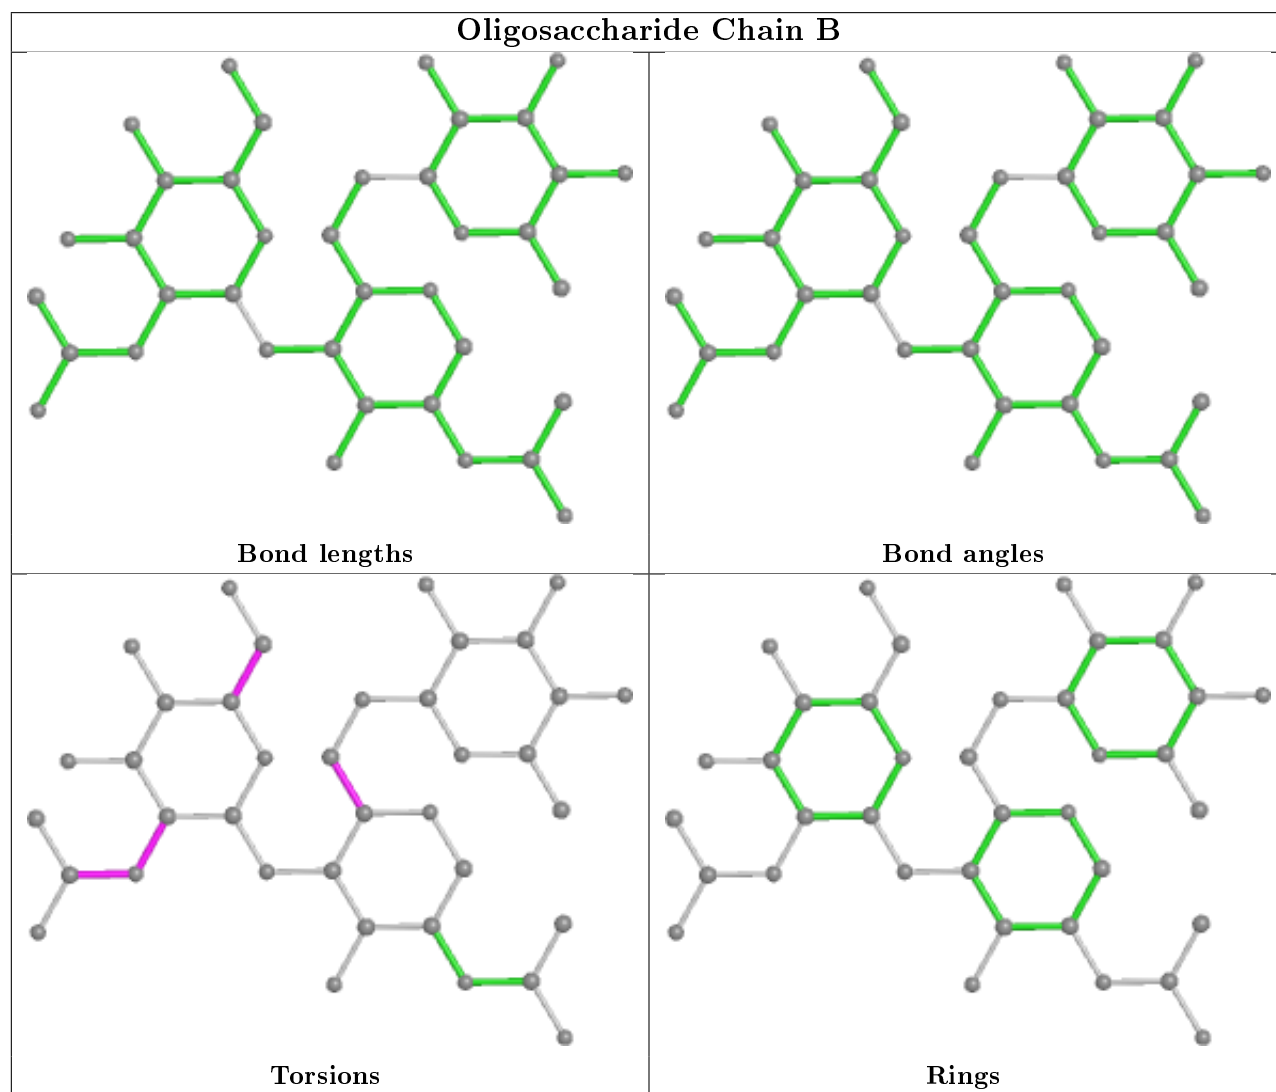 Oligosaccharide Chain B
Bond lengths
Bond angles
Torsions
Rings